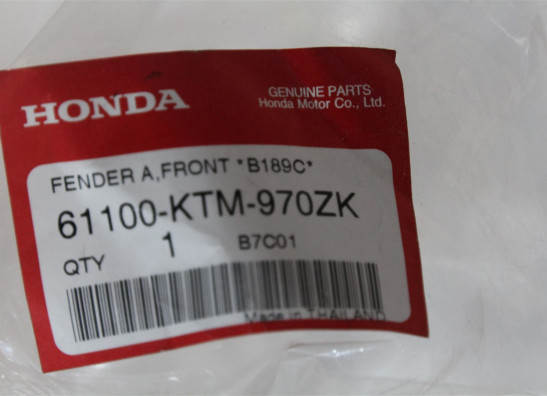 HONDA
GENUINE PARTS
Honda Motor Co., Ltd.
FENDER A,FRONT *B189C*
61100-KTM-970ZK
QTY 1 B7C01
Made in THAILAND